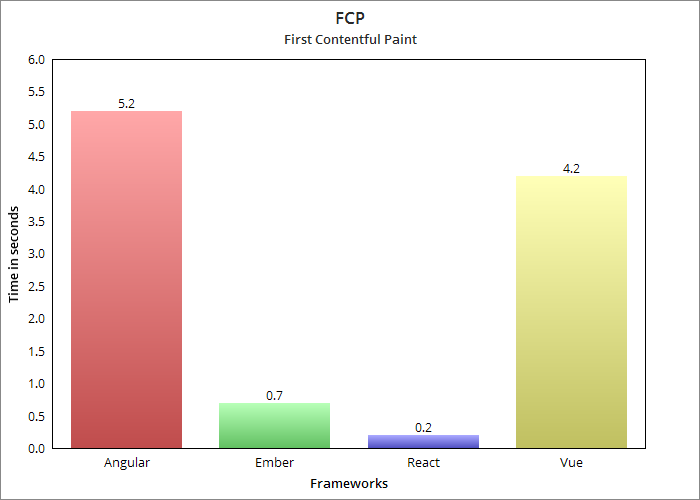 FCP
First Contentful Paint
6.0
5.5
5.0
4.5
4.0
3.5
3.0
2.5
2.0
1.5
1.0
0.5
0.0
Time in seconds
5.2
0.7
0.2
4.2
Angular
Ember
React
Vue
Frameworks